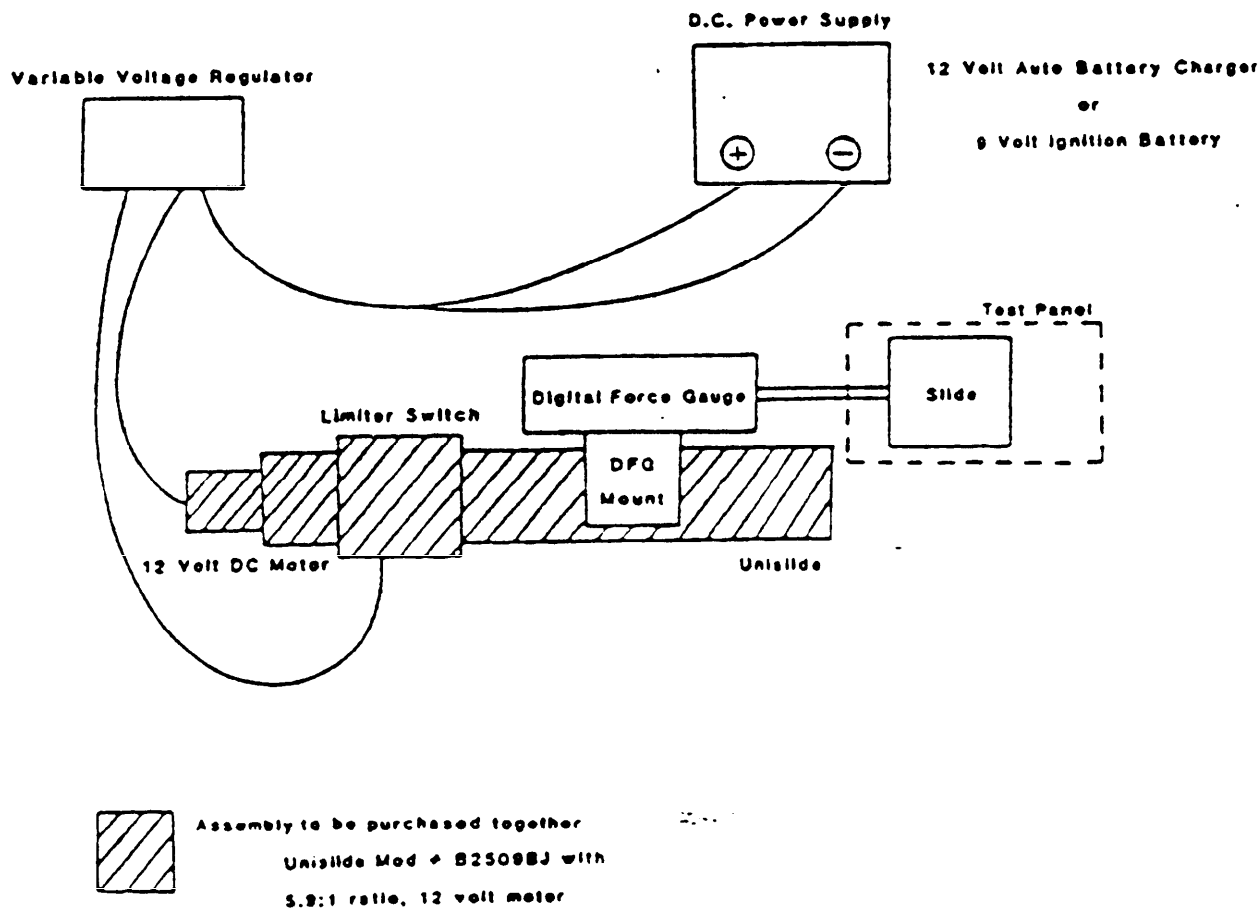 D.C. Power Supply
Variable Voltage Regulator
12 Volt Auto Battery Charger
or
9 Volt Ignition Battery
+
−
Test Panel
Digital Force Gauge
Slide
Limiter Switch
DFG
Mount
12 Volt DC Motor
Unislide
Assembly to be purchased together
Unislide Mod # B2509BJ with
5.9:1 ratio, 12 volt motor